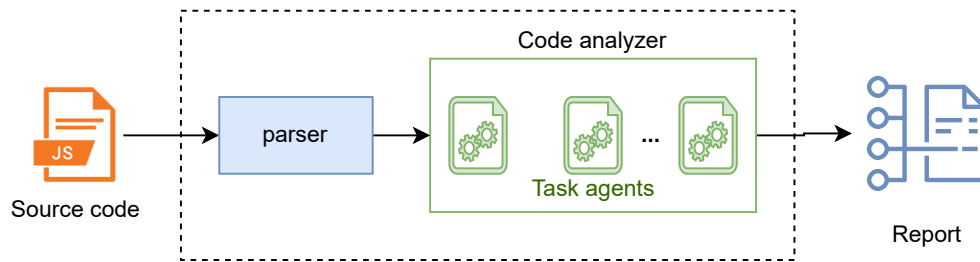 Code analyzer
JS
parser
...
Task agents
Source code
Report